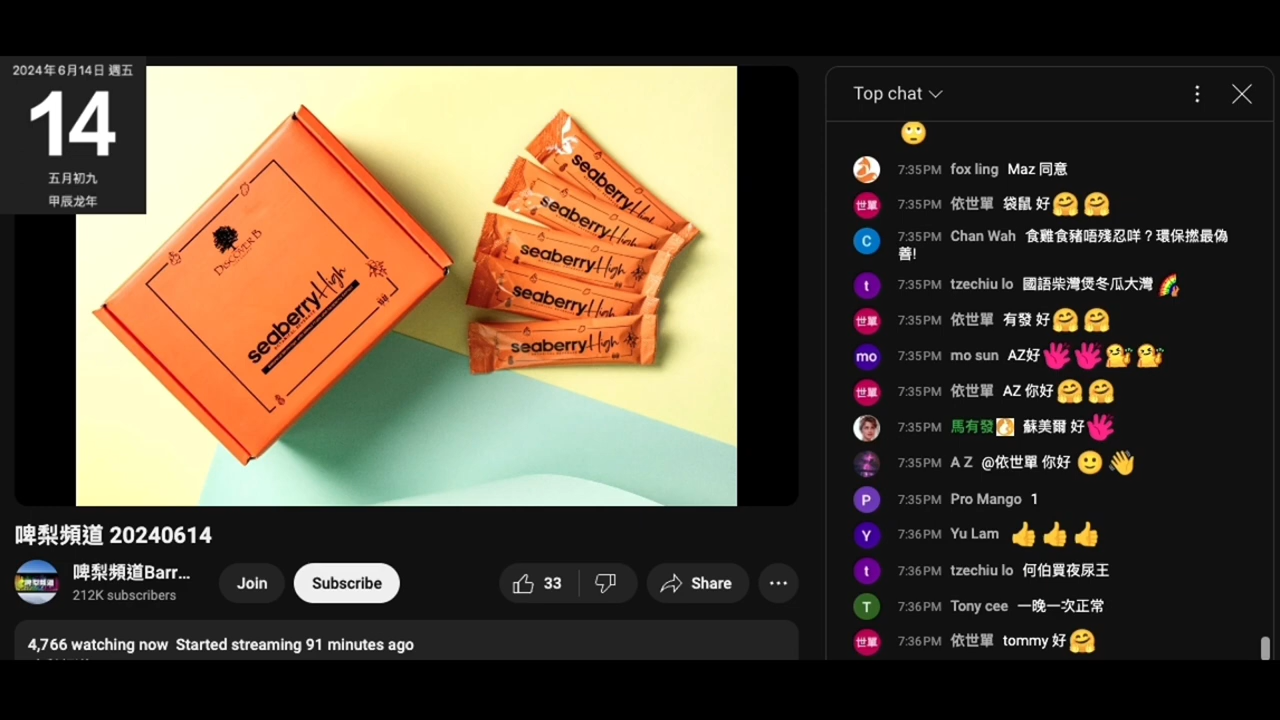 2024年6月14日 週五
14
五月初九
甲辰龙年
DISCOVER B
seaberry High
seaberry High
seaberry High
seaberry High
seaberry High
seaberry High
啤梨頻道 20240614
啤梨頻道Barr...
212K subscribers
Join
Subscribe
33
Share
4,766 watching now Started streaming 91 minutes ago
Top chat
7:35PM fox ling Maz 同意
7:35PM 依世單 袋鼠 好
7:35PM Chan Wah 食雞食豬唔殘忍咩？環保撚最偽
善!
7:35PM tzechiu lo 國語柴灣煲冬瓜大灣
7:35PM 依世單 有發 好
7:35PM mo sun AZ好
7:35PM 依世單 AZ 你好
7:35PM 馬有發 蘇美爾 好
7:35PM A Z @依世單 你好
7:35PM Pro Mango 1
7:36PM Yu Lam
7:36PM tzechiu lo 何伯買夜尿王
7:36PM Tony cee 一晚一次正常
7:36PM 依世單 tommy 好